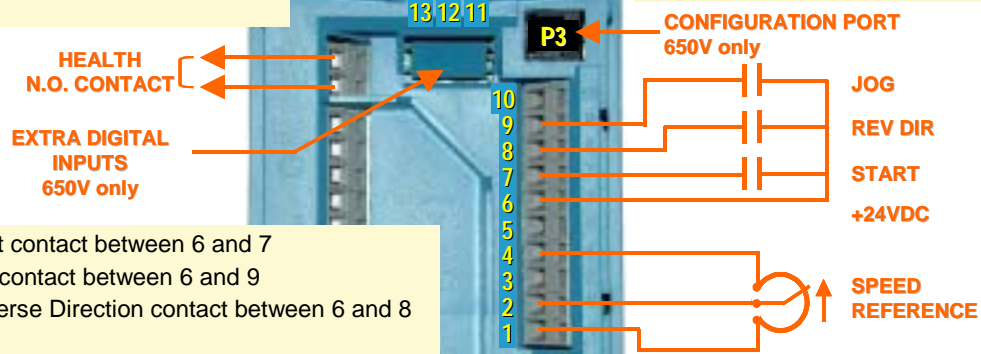 13 12 11
P3
CONFIGURATION PORT
650V only
HEALTH
N.O. CONTACT
EXTRA DIGITAL
INPUTS
650V only
10
9
8
7
6
5
4
3
2
1
JOG
REV DIR
START
+24VDC
SPEED
REFERENCE
contact between 6 and 7
contact between 6 and 9
Direction contact between 6 and 8